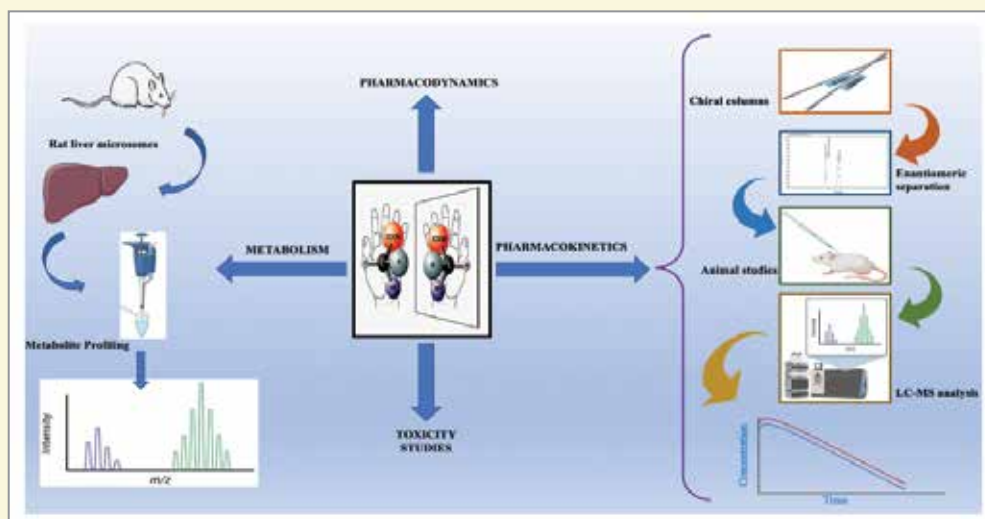 PHARMACODYNAMICS
Rat liver microsomes
METABOLISM
PHARMACOKINETICS
Metabolite Profiling
Intensity
m/z
TOXICITY
STUDIES
Chiral columns
Enantiomeric
separation
Animal studies
LC-MS analysis
Concentration
Time